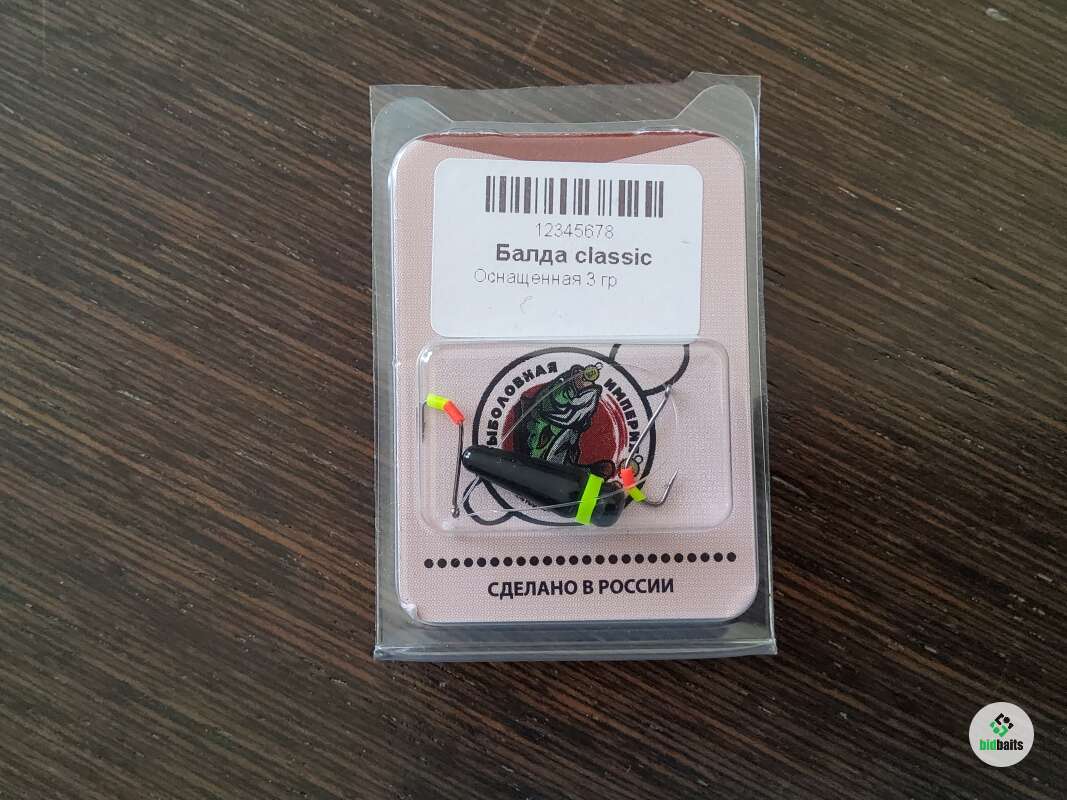 12345678
Балда classic
Оснащенная 3 гр
РЫБОЛОВНАЯ ИМПЕРИЯ
СДЕЛАНО В РОССИИ
bidbaits